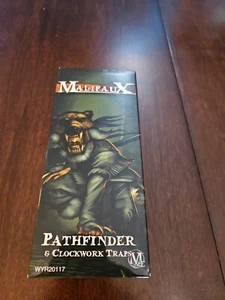 MALIFAUX
PATHFINDER
& CLOCKWORK TRAPS
M
WYR20117